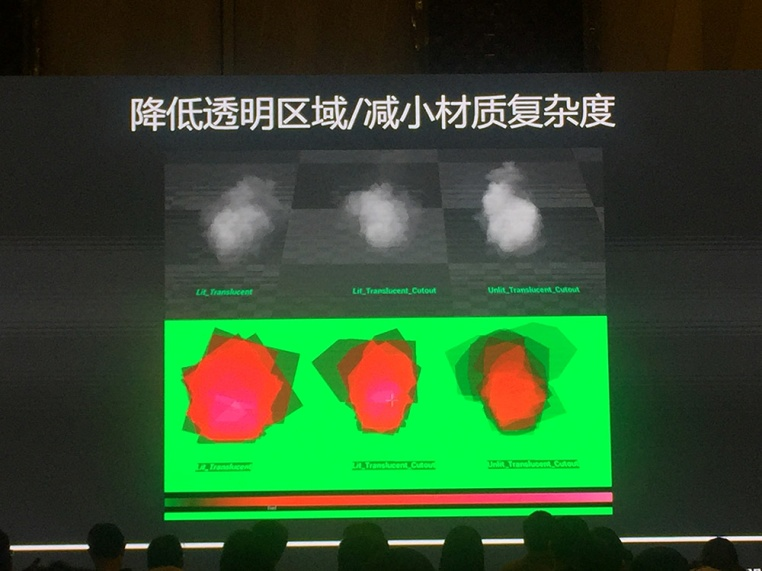 降低透明区域/减小材质复杂度
Lit_Translucent
Lit_Translucent_Cutout
Unlit_Translucent_Cutout
Lit_Translucent
Lit_Translucent_Cutout
Unlit_Translucent_Cutout